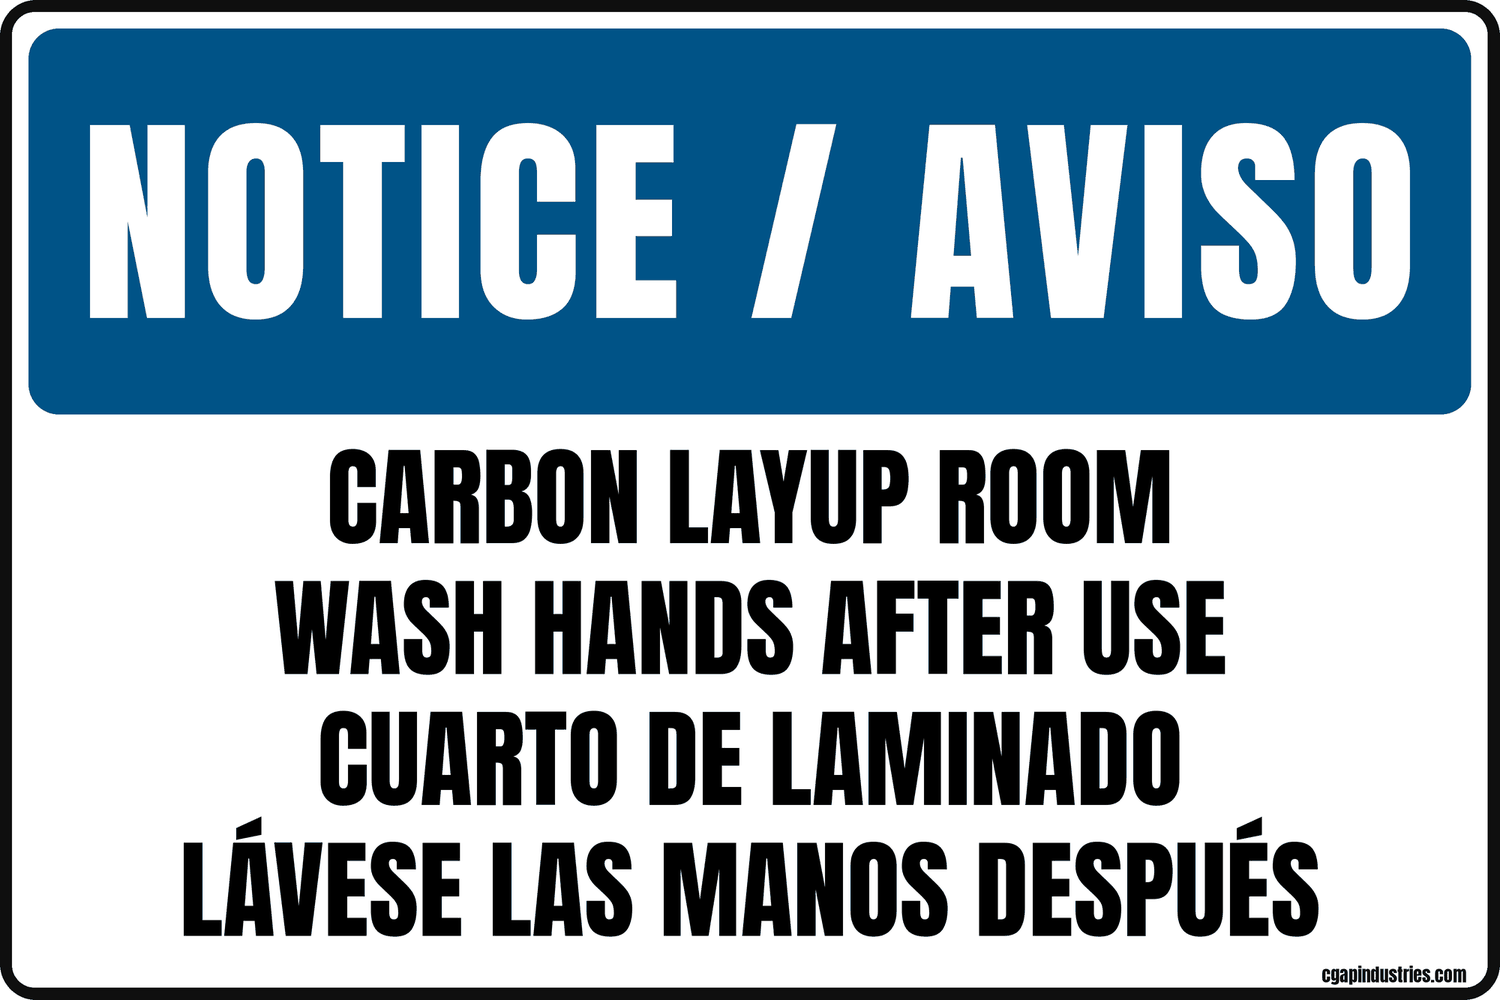 NOTICE / AVISO
CARBON LAYUP ROOM
WASH HANDS AFTER USE
CUARTO DE LAMINADO
LÁVESE LAS MANOS DESPUÉS
cgapindustries.com